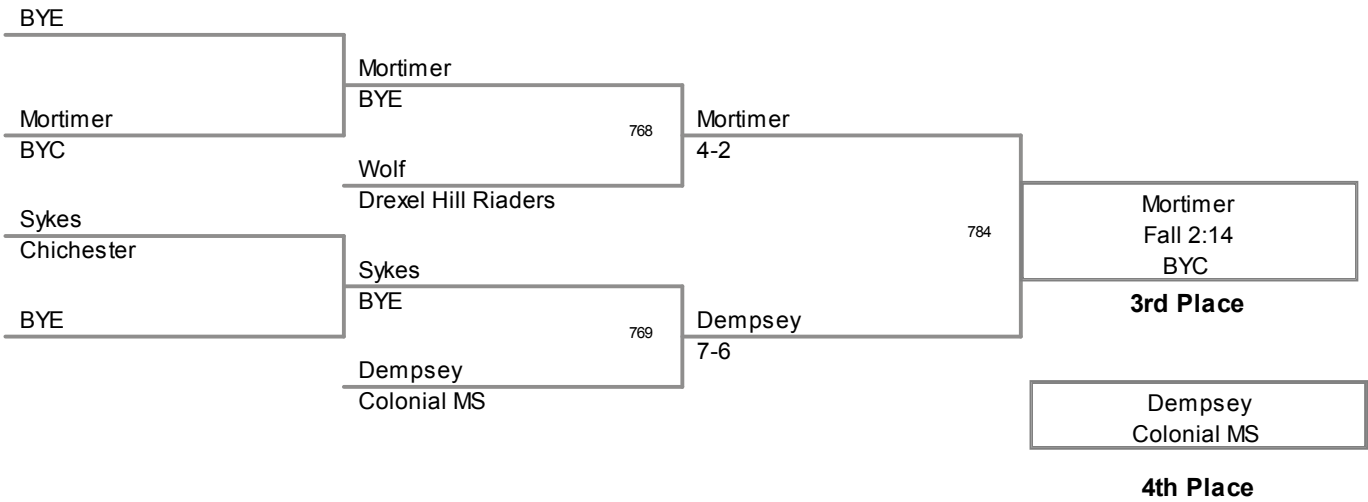 BYE
Mortimer
BYC
Sykes
Chichester
BYE
Mortimer
BYE
768
Wolf
Drexel Hill Riaders
Sykes
BYE
769
Dempsey
Colonial MS
Mortimer
4-2
784
Dempsey
7-6
Mortimer
Fall 2:14
BYC
3rd Place
Dempsey
Colonial MS
4th Place